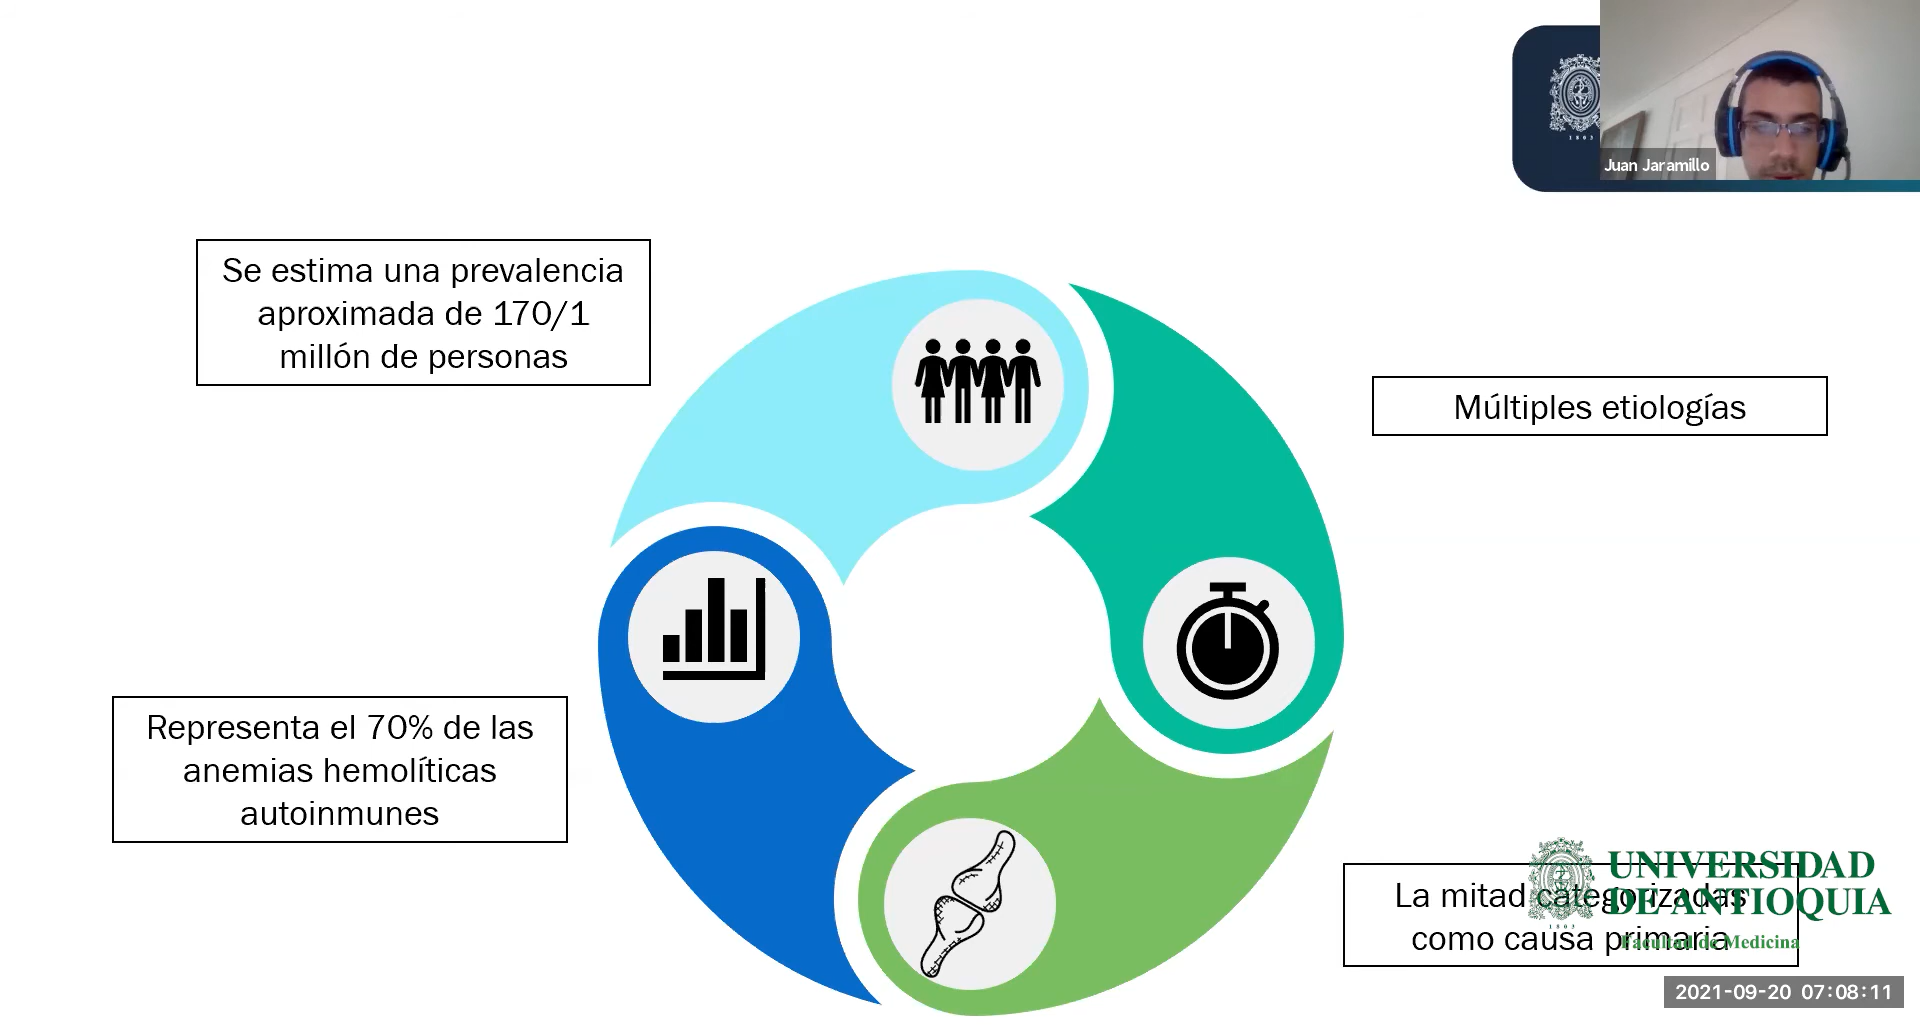 1803
Juan Jaramillo
Se estima una prevalencia
aproximada de 170/1
millón de personas
Múltiples etiologías
Representa el 70% de las
anemias hemolíticas
autoinmunes
La mitad categorizadas
como causa primaria
UNIVERSIDAD
DE ANTIOQUIA
1803
Facultad de Medicina
2021-09-20 07:08:11